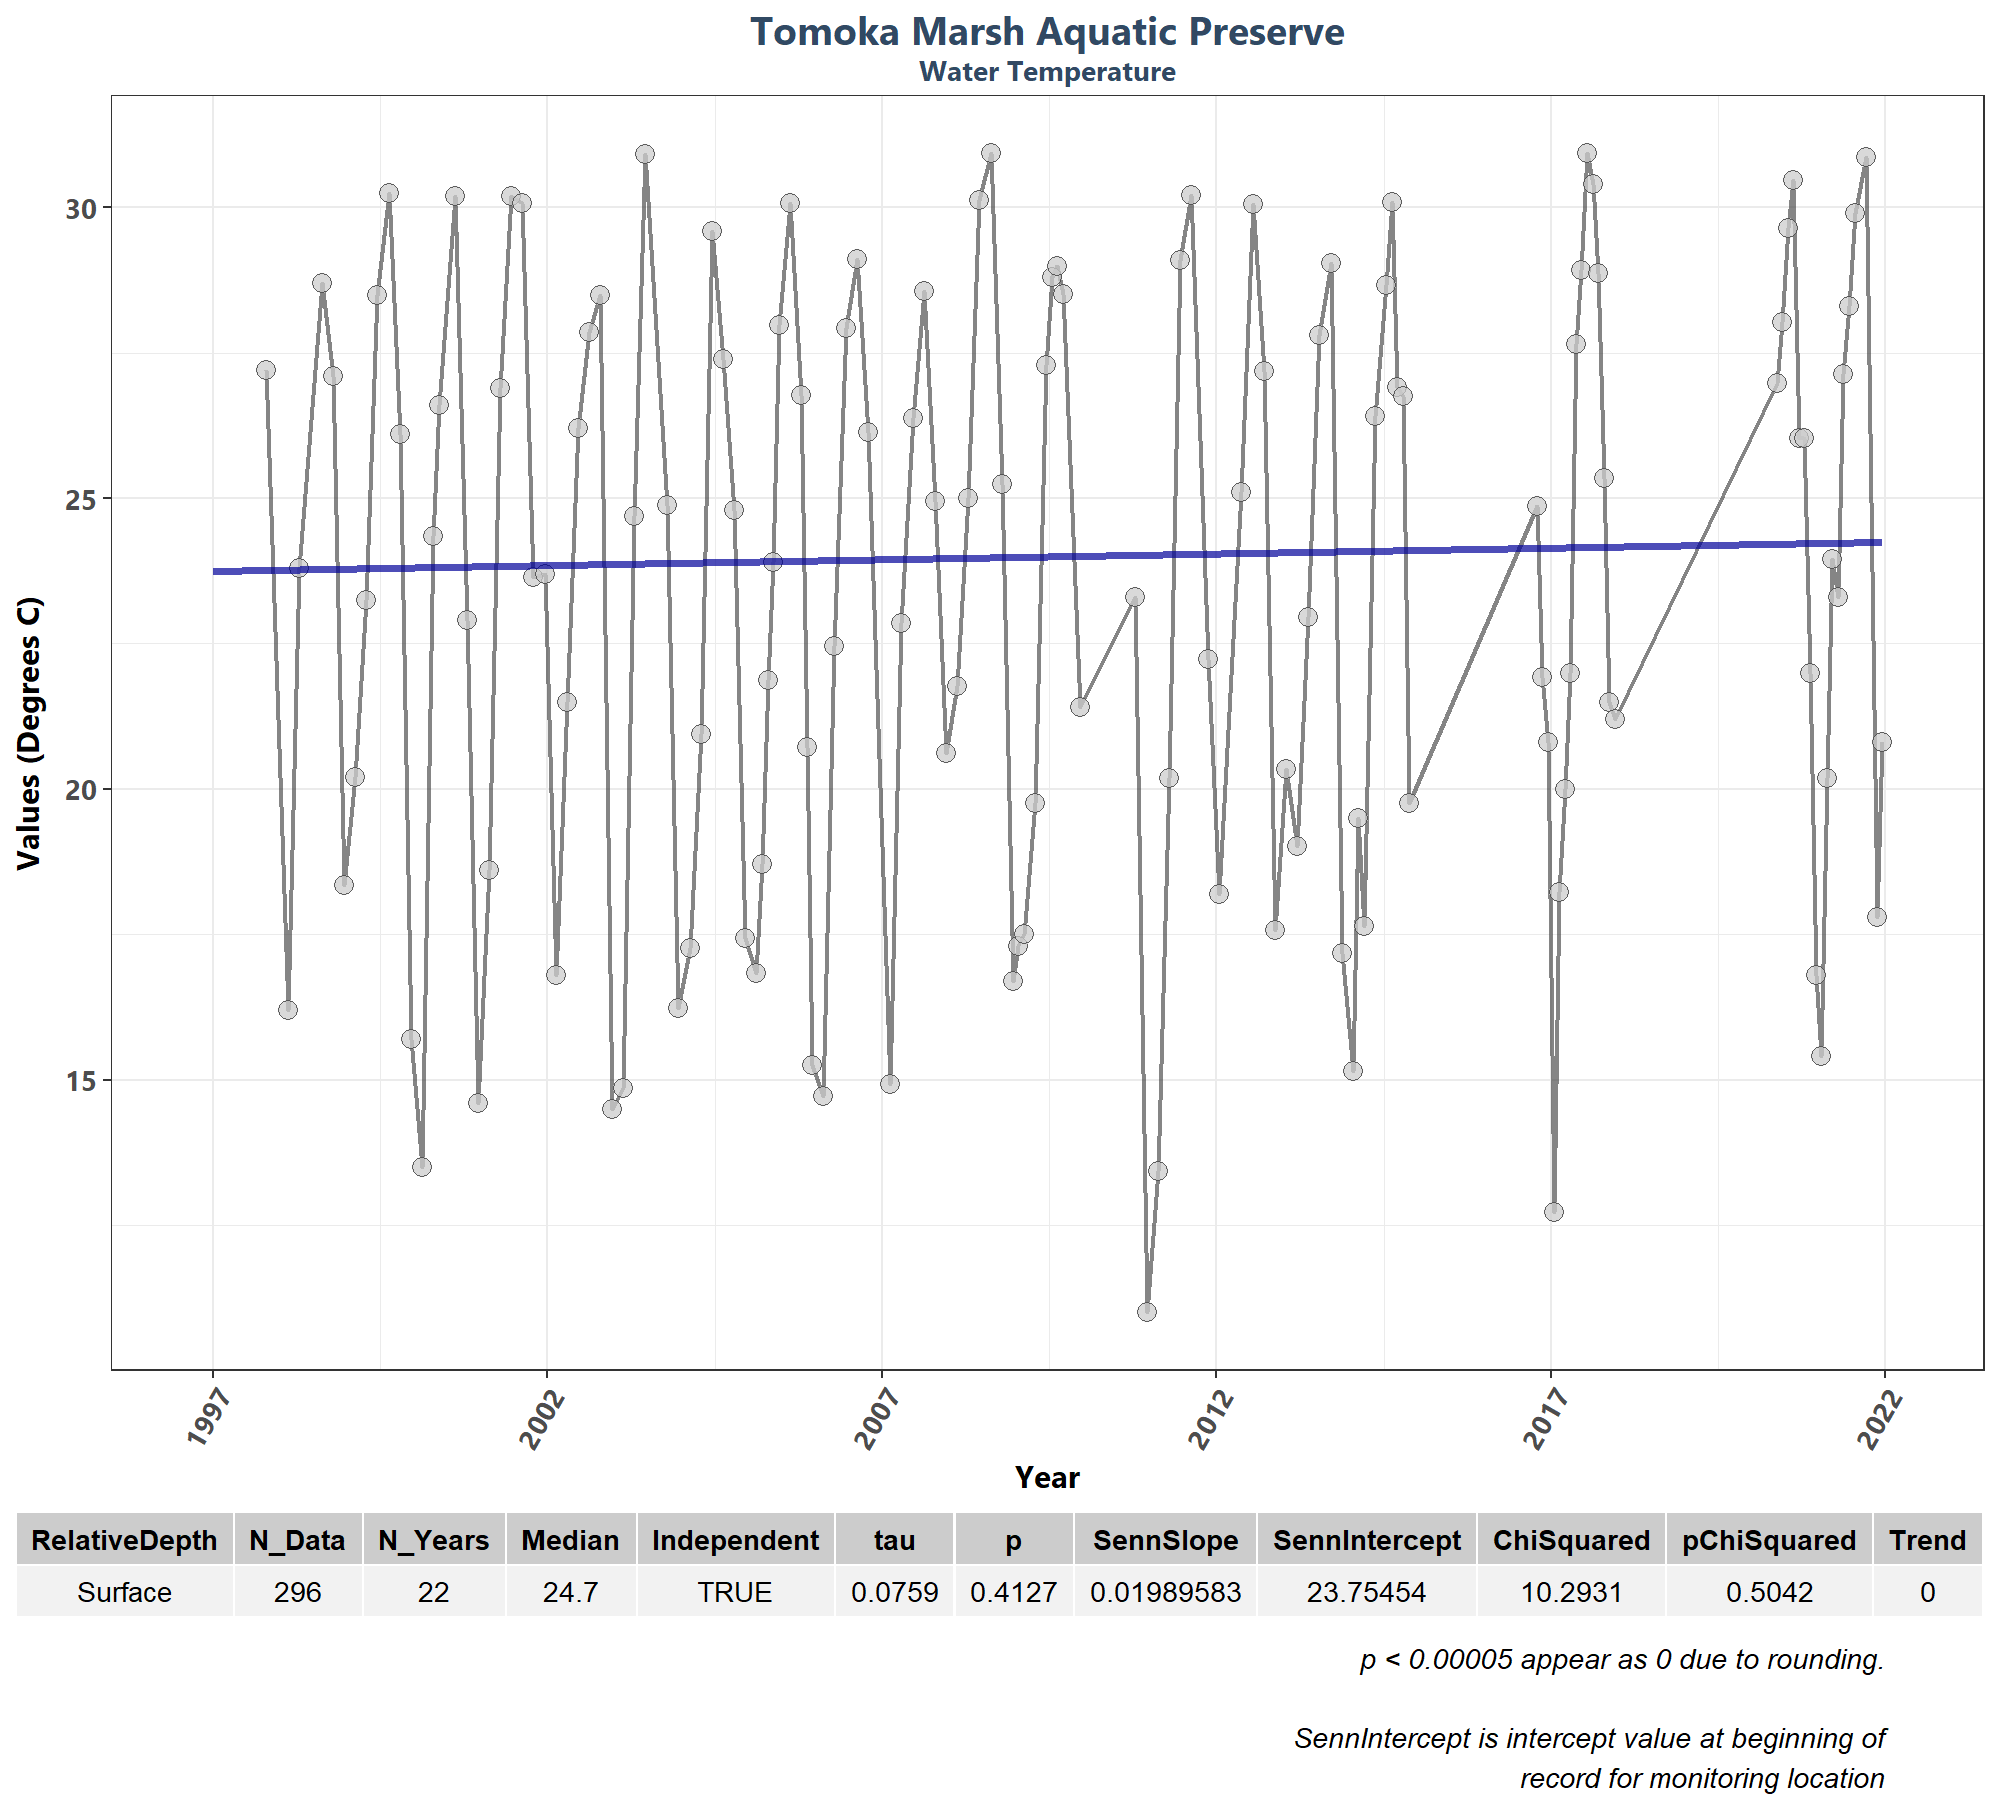 Tomoka Marsh Aquatic Preserve
Water Temperature
Values (Degrees C)
30
25
20
15
1997 2002 2007 2012 2017 2022
Year
RelativeDepth N_Data N_Years Median Independent tau p SennSlope SennIntercept ChiSquared pChiSquared Trend
Surface 296 22 24.7 TRUE 0.0759 0.4127 0.01989583 23.75454 10.2931 0.5042 0
p < 0.00005 appear as 0 due to rounding.
SennIntercept is intercept value at beginning of
record for monitoring location